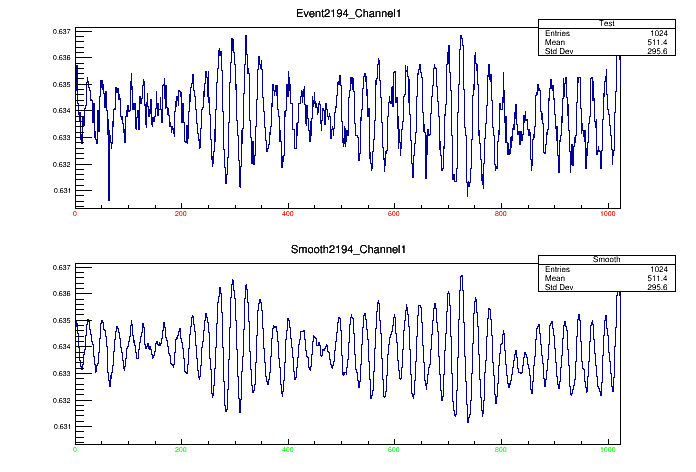 Event2194_Channel1
Test
Entries 1024
Mean 511.4
Std Dev 295.6
0.637
0.636
0.635
0.634
0.633
0.632
0.631
0 200 400 600 800 1000
Smooth2194_Channel1
Smooth
Entries 1024
Mean 511.4
Std Dev 295.6
0.637
0.636
0.635
0.634
0.633
0.632
0.631
0 200 400 600 800 1000